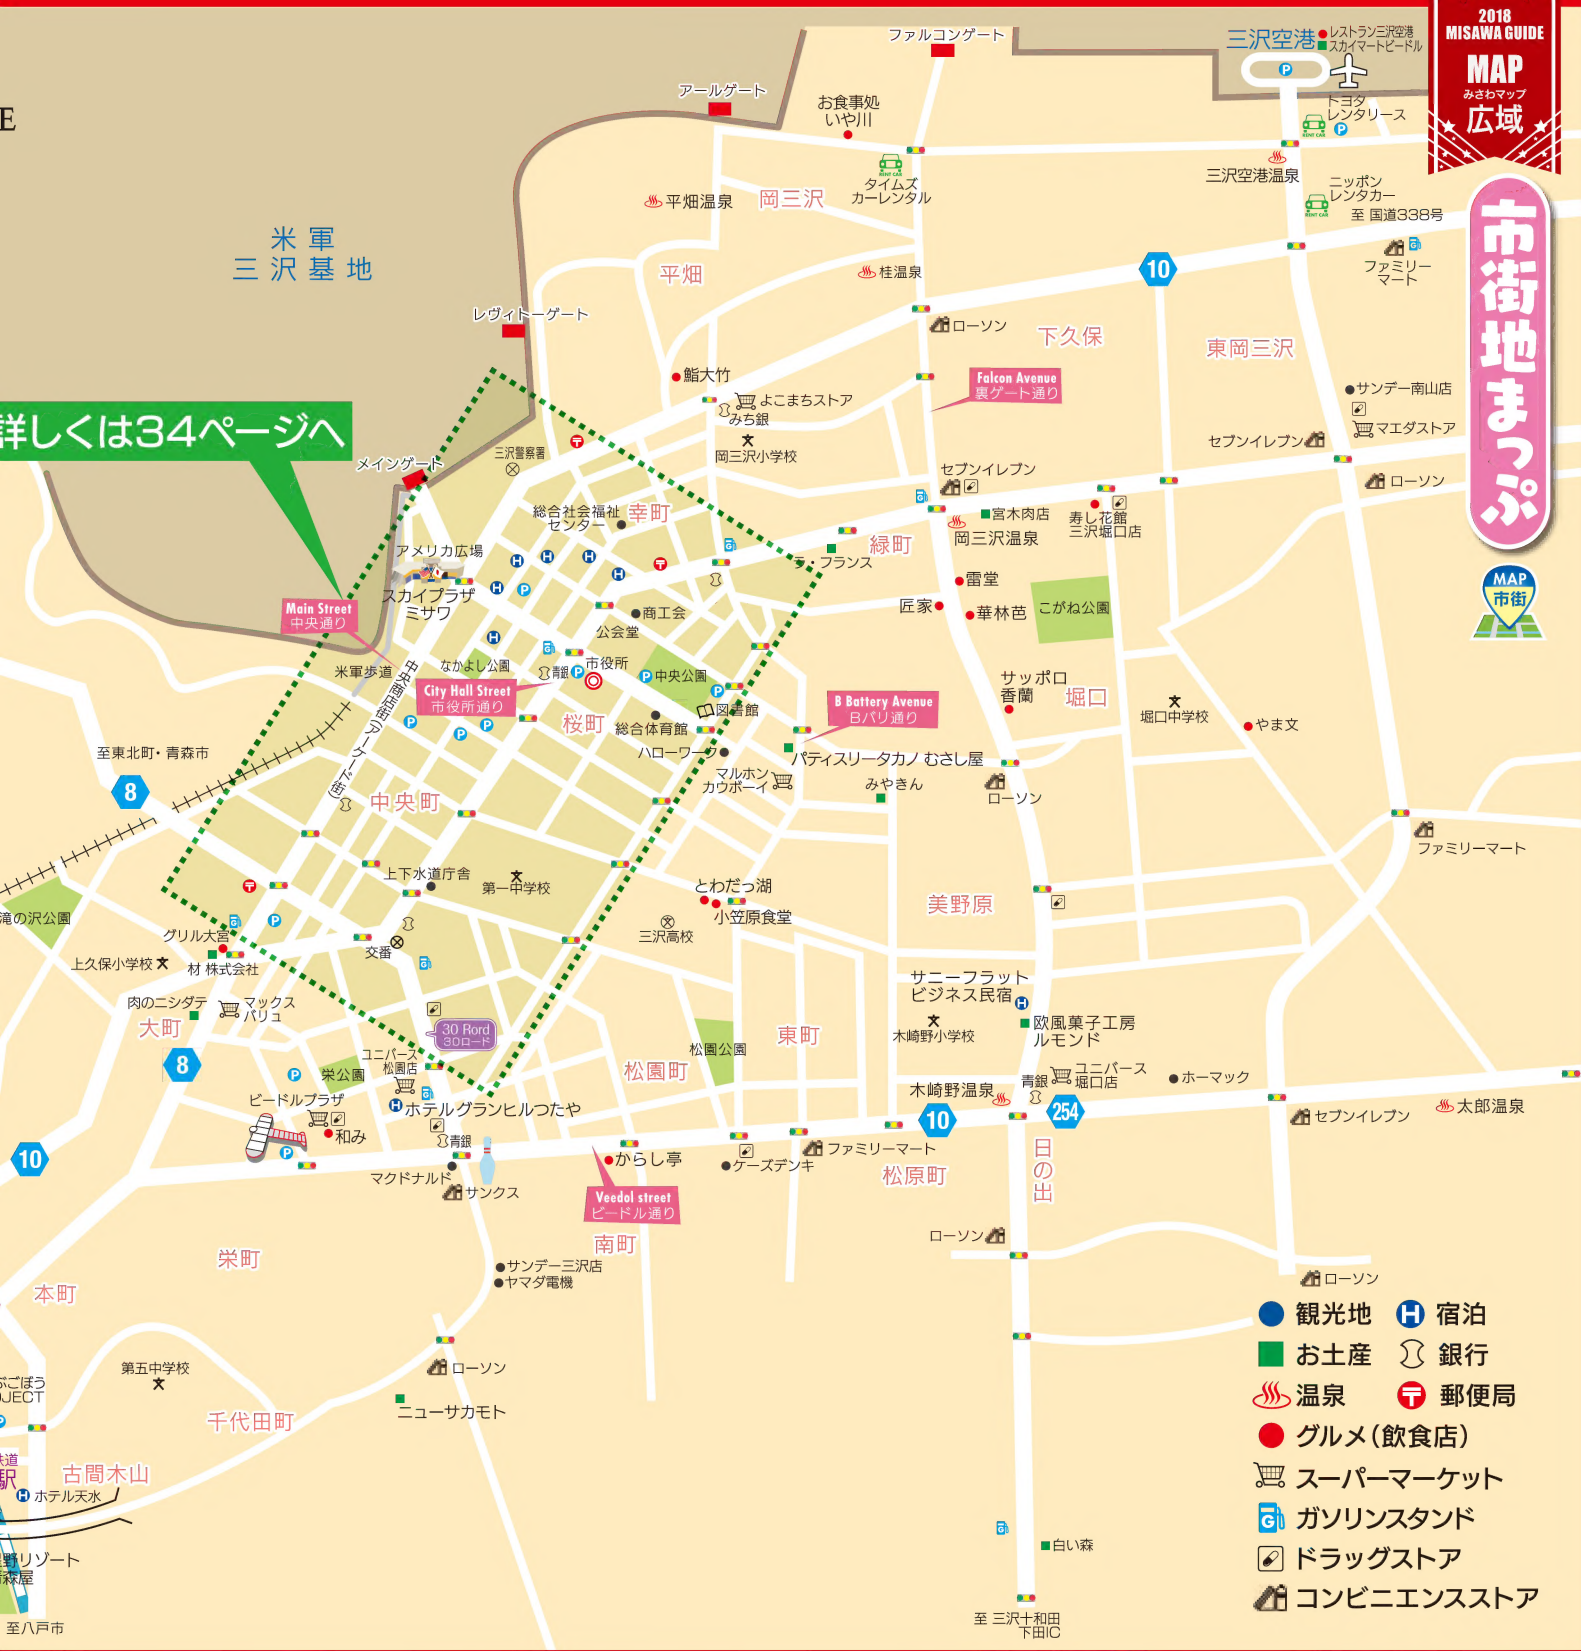 2018
MISAWA GUIDE
MAP
みさわマップ
広域
市街地まっぷ
MAP
市街
E
米軍
三沢基地
詳しくは34ページへ
ファルコンゲート
アールゲート
お食事処
いや川
三沢空港
レストラン三沢空港
スカイマートビードル
P
トヨタ
レンタリース
RENT CAR
P
三沢空港温泉
ニッポン
レンタカー
RENT CAR
至 国道338号
ファミリー
マート
RENT CAR
タイムズ
カーレンタル
平畑温泉
岡三沢
平畑
桂温泉
10
レヴィトーゲート
ローソン
下久保
東岡三沢
鮨大竹
Falcon Avenue
裏ゲート通り
よこまちストア
みち銀
サンデー南山店
マエダストア
セブンイレブン
岡三沢小学校
三沢警察署
メインゲート
セブンイレブン
ローソン
総合社会福祉
センター
幸町
宮木肉店
寿し花館
三沢堀口店
岡三沢温泉
緑町
ラ・フランス
アメリカ広場
スカイプラザ
ミサワ
雷堂
匠家
華林芭
こがね公園
Main Street
中央通り
商工会
公会堂
米軍歩道
なかよし公園
青銀
市役所
中央公園
City Hall Street
市役所通り
中央商店街(アーケード街)
桜町
図書館
総合体育館
ハローワーク
B Battery Avenue
Bバリ通り
サッポロ
香蘭
堀口
堀口中学校
やま文
至東北町・青森市
8
パティスリータカノ むさし屋
マルホン
カウボーイ
みやきん
ローソン
中央町
ファミリーマート
上下水道庁舎
第一中学校
とわだっ湖
小笠原食堂
美野原
三沢高校
滝の沢公園
グリル大宮
材 株式会社
交番
上久保小学校
サニーフラット
ビジネス民宿
肉のニシダテ
マックス
バリュ
大町
30 Rord
30ロード
欧風菓子工房
ルモンド
木崎野小学校
東町
松園公園
松園町
8
ユニバース
松園店
栄公園
ユニバース
堀口店
青銀
ホーマック
木崎野温泉
ビードルプラザ
ホテルグランヒルつたや
10
254
セブンイレブン
太郎温泉
和み
青銀
からし亭
ケーズデンキ
ファミリーマート
松原町
日の出
10
マクドナルド
サンクス
Veedol street
ビードル通り
南町
ローソン
栄町
サンデー三沢店
ヤマダ電機
本町
ローソン
第五中学校
ローソン
ニューサカモト
千代田町
ぶごぼう
OJECT
鉄道
駅
古間木山
ホテル天水
野リゾート
森屋
至八戸市
白い森
至 三沢十和田
下田IC
観光地
H 宿泊
お土産
銀行
温泉
郵便局
グルメ(飲食店)
スーパーマーケット
G ガソリンスタンド
ドラッグストア
コンビニエンスストア